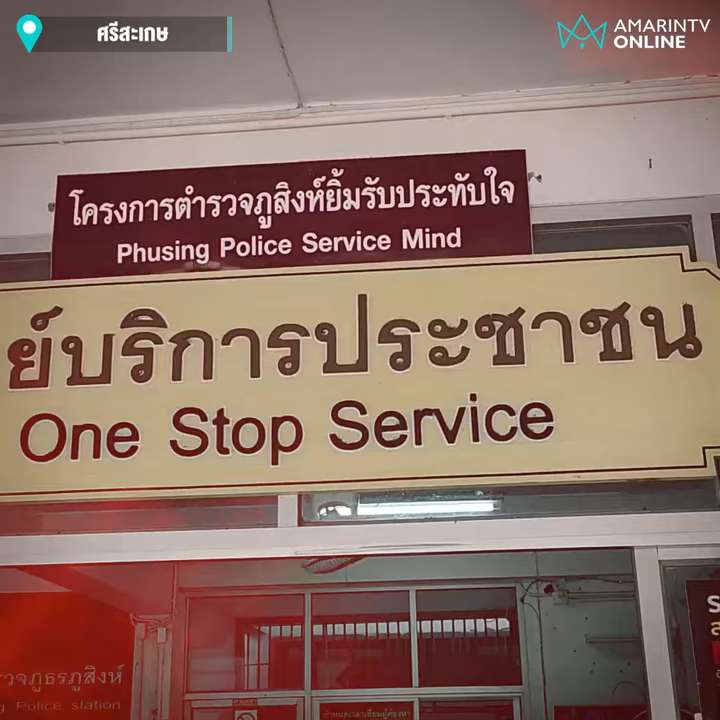 ศรีสะเกษ
AMARINTV
ONLINE
โครงการตำรวจภูสิงห์ยิ้มรับประทับใจ
Phusing Police Service Mind
ย์บริการประชาชน
One Stop Service
วจภูธรภูสิงห์
Police station